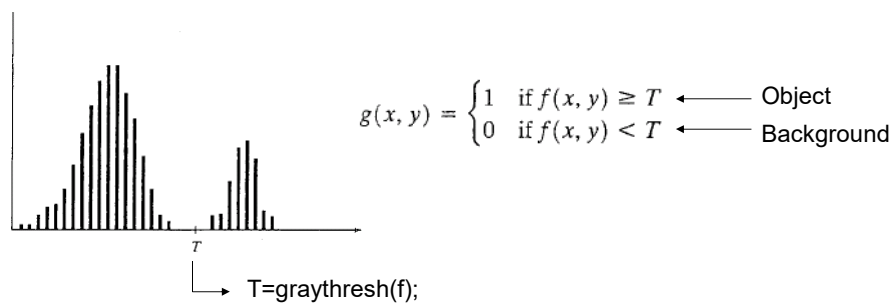 g(x, y) = {1 if f(x, y) ≥ T
Object
0 if f(x, y) < T
Background
T
T=graythresh(f);